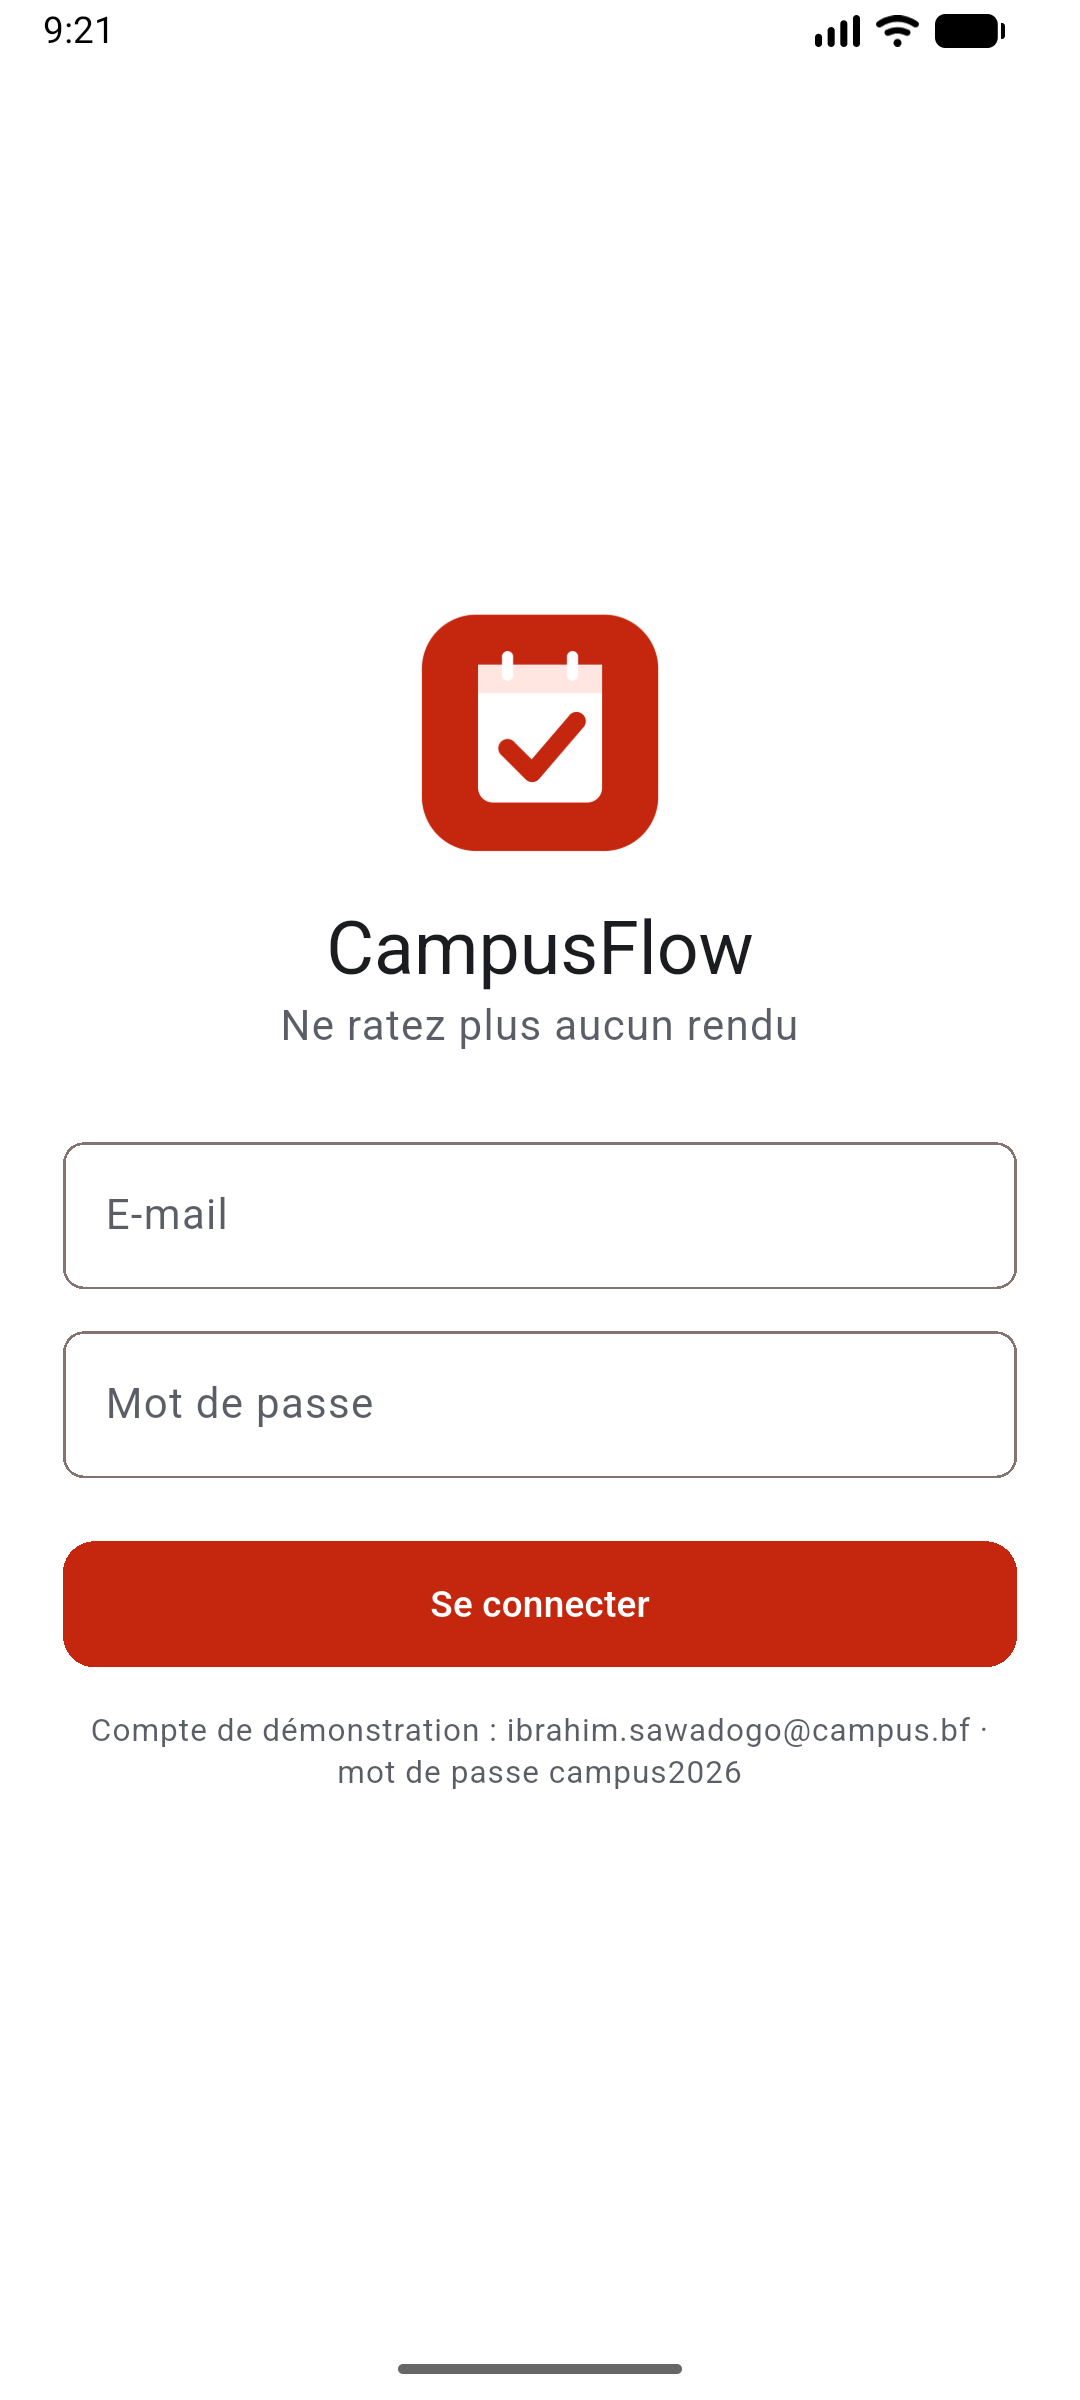 9:21
CampusFlow
Ne ratez plus aucun rendu
E-mail
Mot de passe
Se connecter
Compte de démonstration : ibrahim.sawadogo@campus.bf ·
mot de passe campus2026